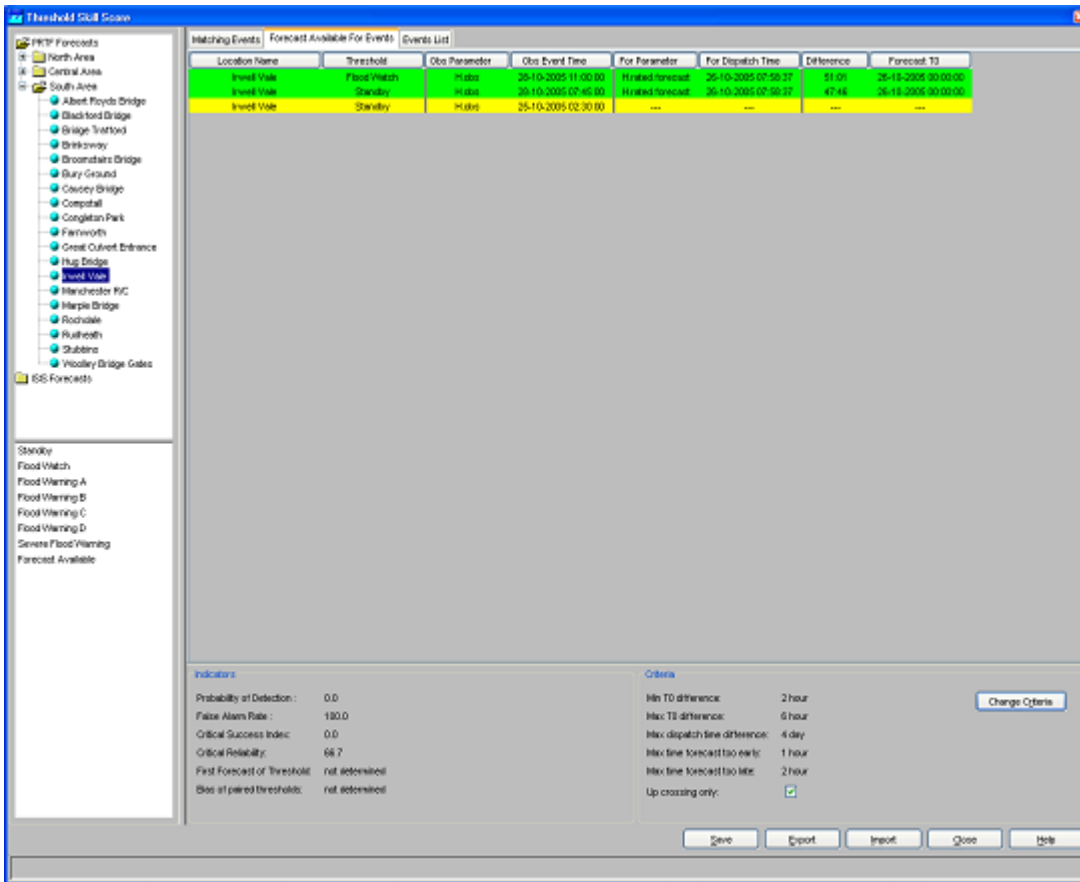 Threshold Skill Score
PRTF Forecasts
North Area
Central Area
South Area
Albert Royds Bridge
Blackford Bridge
Bridge Trafford
Brinksway
Broomstairs Bridge
Bury Ground
Causey Bridge
Compstall
Congleton Park
Farnworth
Great Culvert Entrance
Hug Bridge
Irwell Vale
Manchester R/C
Marple Bridge
Rochdale
Rudheath
Stubbins
Woolley Bridge Gates
ISIS Forecasts
Standby
Flood Watch
Flood Warning A
Flood Warning B
Flood Warning C
Flood Warning D
Severe Flood Warning
Forecast Available
Matching Events Forecast Available For Events Events List
Location Name Threshold Obs Parameter Obs Event Time For Parameter For Dispatch Time Difference Forecast T0
Irwell Vale Flood Watch H.obs 28-10-2005 11:00:00 H.rated.forecast 26-10-2005 07:58:37 51:01 26-10-2005 00:00:00
Irwell Vale Standby H.obs 28-10-2005 07:45:00 H.rated.forecast 26-10-2005 07:58:37 47:46 26-10-2005 00:00:00
Irwell Vale Standby H.obs 25-10-2005 02:30:00 --- --- --- ---
Indicators
Probability of Detection : 0.0
False Alarm Rate : 100.0
Critical Success Index: 0.0
Critical Reliability: 66.7
First Forecast of Threshold: not determined
Bias of paired thresholds: not determined
Criteria
Min T0 difference: 2 hour
Max T0 difference: 6 hour
Max dispatch time difference: 4 day
Max time forecast too early: 1 hour
Max time forecast too late: 2 hour
Up crossing only:
Change Criteria
Save Export Import Close Help